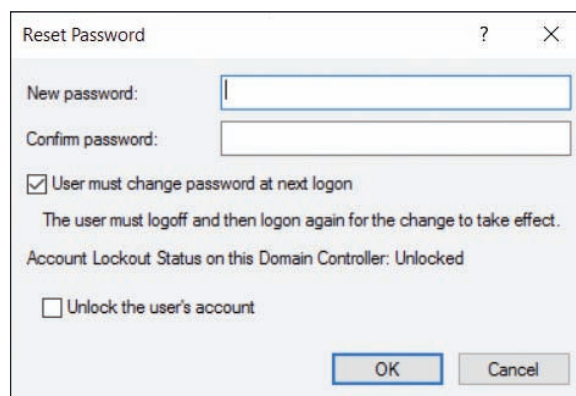 Reset Password ?
New password:
Confirm password:
User must change password at next logon
The user must logoff and then logon again for the change to take effect.
Account Lockout Status on this Domain Controller: Unlocked
Unlock the user's account
OK Cancel